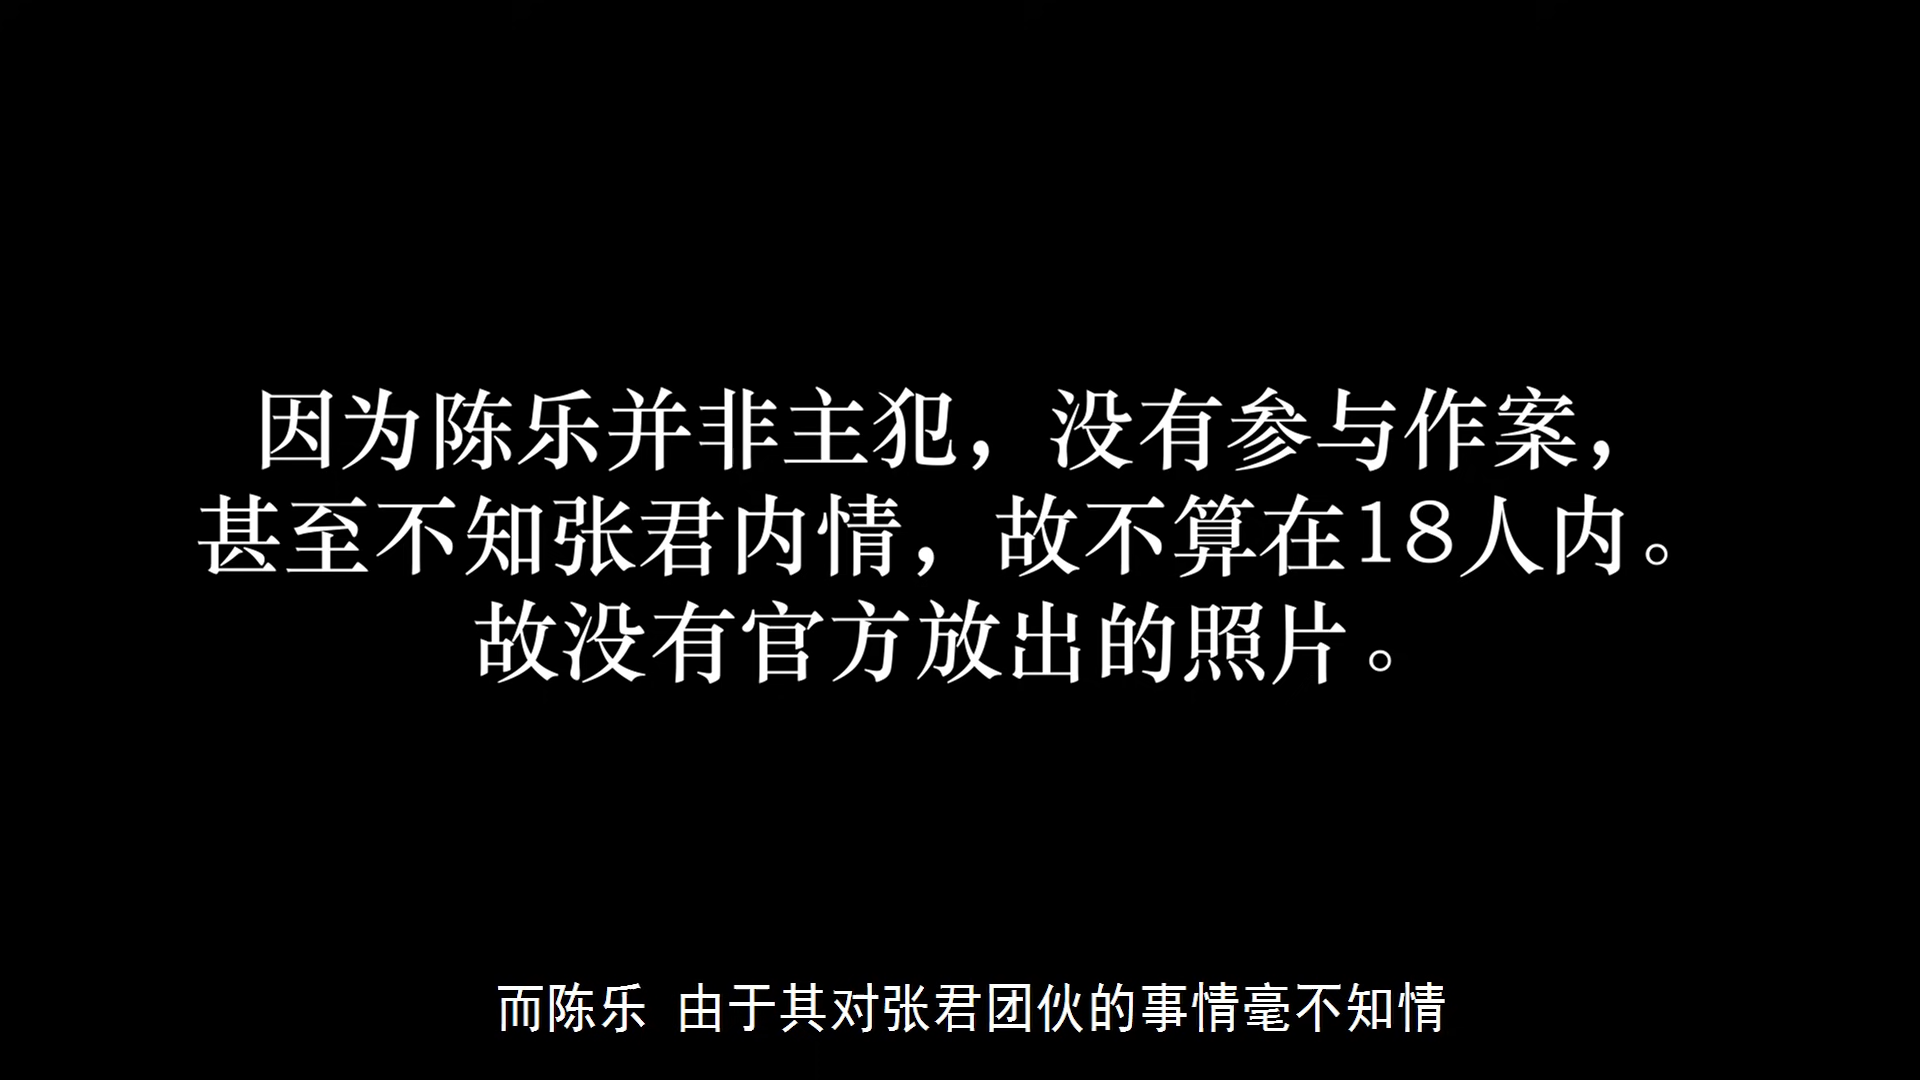 因为陈乐并非主犯，没有参与作案，
甚至不知张君内情，故不算在18人内。
故没有官方放出的照片。
而陈乐 由于其对张君团伙的事情毫不知情